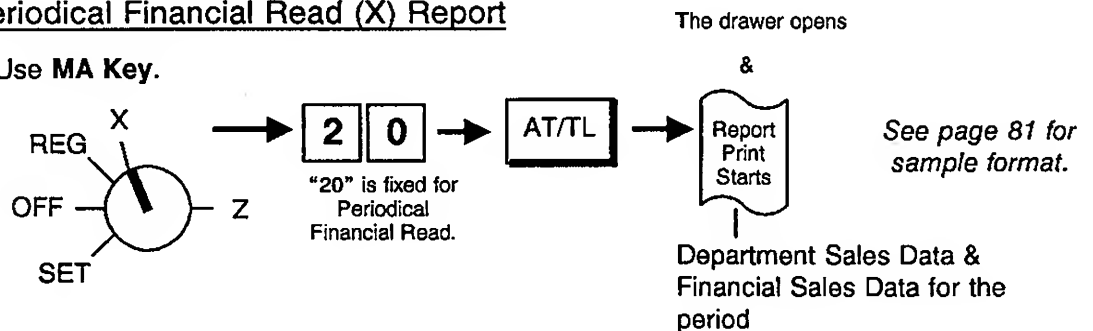 eriodical Financial Read (X) Report
The drawer opens
Use MA Key.
&
X
REG
OFF
Z
SET
2 0
"20" is fixed for
Periodical
Financial Read.
AT/TL
Report
Print
Starts
See page 81 for
sample format.
Department Sales Data &
Financial Sales Data for the
period